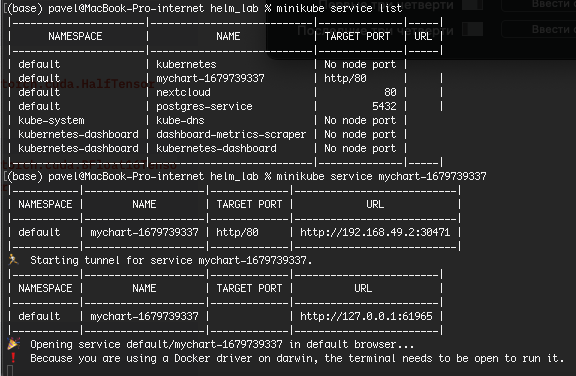 [(base) pavel@MacBook-Pro-internet helm_lab % minikube service list
|----------------------|---------------------------|--------------|-----|
| NAMESPACE | NAME | TARGET PORT | URL |
|----------------------|---------------------------|--------------|-----|
| default | kubernetes | No node port |
| default | mychart-1679739337 | http/80 | |
| default | nextcloud | 80 | |
| default | postgres-service | 5432 | |
| kube-system | kube-dns | No node port |
| kubernetes-dashboard | dashboard-metrics-scraper | No node port |
| kubernetes-dashboard | kubernetes-dashboard | No node port |
|----------------------|---------------------------|--------------|-----|
[(base) pavel@MacBook-Pro-internet helm_lab % minikube service mychart-1679739337
|-----------|--------------------|-------------|---------------------------|
| NAMESPACE | NAME | TARGET PORT | URL |
|-----------|--------------------|-------------|---------------------------|
| default | mychart-1679739337 | http/80 | http://192.168.49.2:30471 |
|-----------|--------------------|-------------|---------------------------|
🏃 Starting tunnel for service mychart-1679739337.
|-----------|--------------------|-------------|------------------------|
| NAMESPACE | NAME | TARGET PORT | URL |
|-----------|--------------------|-------------|------------------------|
| default | mychart-1679739337 | | http://127.0.0.1:61965 |
|-----------|--------------------|-------------|------------------------|
🎉 Opening service default/mychart-1679739337 in default browser...
❗ Because you are using a Docker driver on darwin, the terminal needs to be open to run it.